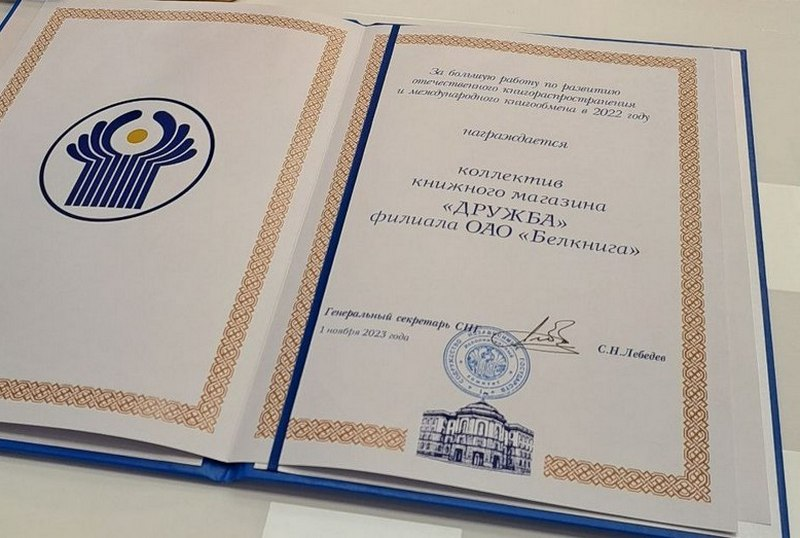 За большую работу по развитию
отечественного книгораспространения
и международного книгообмена в 2022 году
награждается
коллектив
книжного магазина
«ДРУЖБА»
филиала ОАО «Белкнига»
Генеральный секретарь СНГ
С.Н.Лебедев
1 ноября 2023 года